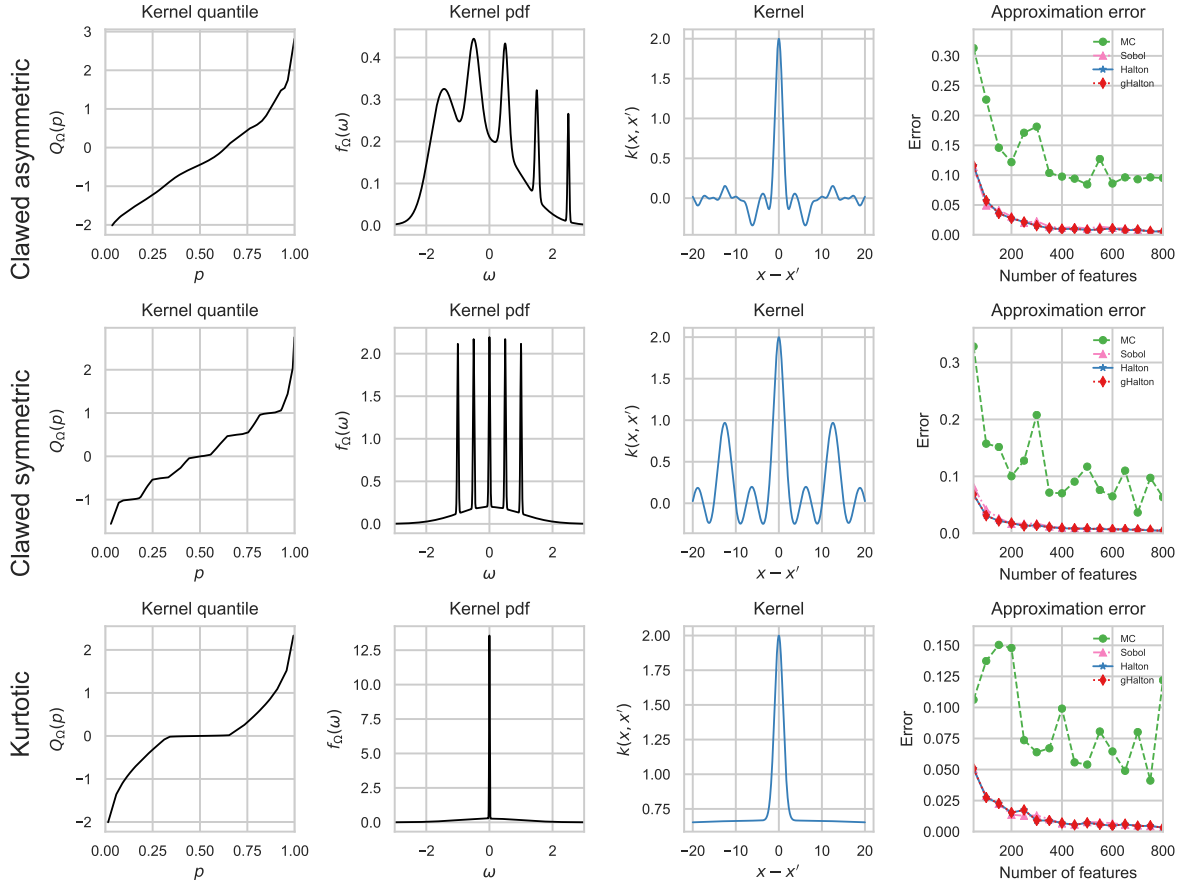 Clawed asymmetric
Kernel quantile
3
2
1
0
−1
−2
Q_Ω(p)
0.00 0.25 0.50 0.75 1.00
p
Kernel pdf
0.4
0.3
0.2
0.1
0.0
f_Ω(ω)
−2 0 2
ω
Kernel
2.0
1.5
1.0
0.5
0.0
k(x, x′)
−20 −10 0 10 20
x − x′
Approximation error
0.30
0.25
0.20
0.15
0.10
0.05
0.00
Error
MC
Sobol
Halton
gHalton
200 400 600 800
Number of features
Clawed symmetric
Kernel quantile
2
1
0
−1
Q_Ω(p)
0.00 0.25 0.50 0.75 1.00
p
Kernel pdf
2.0
1.5
1.0
0.5
0.0
f_Ω(ω)
−2 0 2
ω
Kernel
2.0
1.5
1.0
0.5
0.0
k(x, x′)
−20 −10 0 10 20
x − x′
Approximation error
0.3
0.2
0.1
0.0
Error
MC
Sobol
Halton
gHalton
200 400 600 800
Number of features
Kurtotic
Kernel quantile
2
1
0
−1
−2
Q_Ω(p)
0.00 0.25 0.50 0.75 1.00
p
Kernel pdf
12.5
10.0
7.5
5.0
2.5
0.0
f_Ω(ω)
−2 0 2
ω
Kernel
2.00
1.75
1.50
1.25
1.00
0.75
k(x, x′)
−20 −10 0 10 20
x − x′
Approximation error
0.150
0.125
0.100
0.075
0.050
0.025
0.000
Error
MC
Sobol
Halton
gHalton
200 400 600 800
Number of features